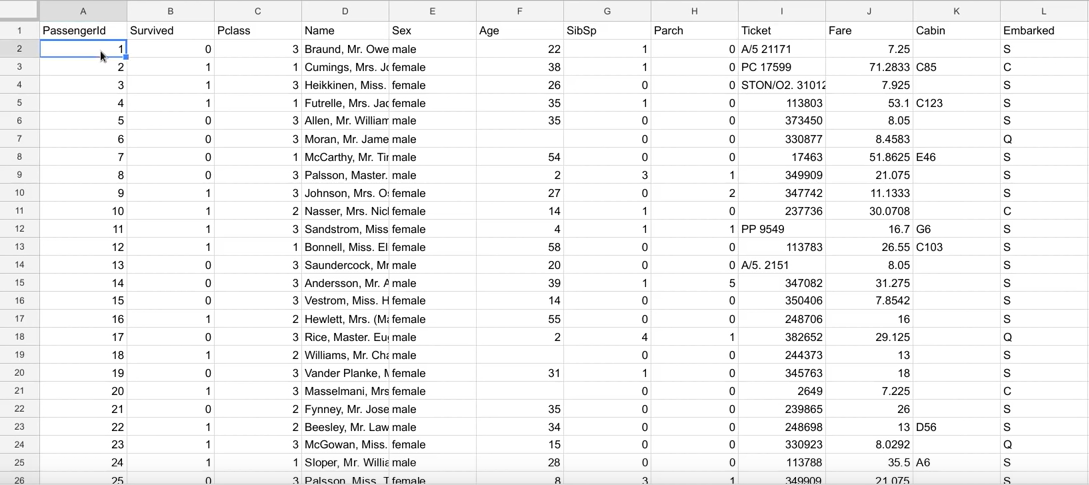 A B C D E F G H I J K L
1 PassengerId Survived Pclass Name Sex Age SibSp Parch Ticket Fare Cabin Embarked
2 1 0 3 Braund, Mr. Owe male 22 1 0 A/5 21171 7.25 S
3 2 1 1 Cumings, Mrs. Jo female 38 1 0 PC 17599 71.2833 C85 C
4 3 1 3 Heikkinen, Miss. female 26 0 0 STON/O2. 31012 7.925 S
5 4 1 1 Futrelle, Mrs. Jac female 35 1 0 113803 53.1 C123 S
6 5 0 3 Allen, Mr. William male 35 0 0 373450 8.05 S
7 6 0 3 Moran, Mr. Jame male 0 0 330877 8.4583 Q
8 7 0 1 McCarthy, Mr. Tim male 54 0 0 17463 51.8625 E46 S
9 8 0 3 Palsson, Master. male 2 3 1 349909 21.075 S
10 9 1 3 Johnson, Mrs. Os female 27 0 2 347742 11.1333 S
11 10 1 2 Nasser, Mrs. Nich female 14 1 0 237736 30.0708 C
12 11 1 3 Sandstrom, Miss female 4 1 1 PP 9549 16.7 G6 S
13 12 1 1 Bonnell, Miss. El female 58 0 0 113783 26.55 C103 S
14 13 0 3 Saundercock, Mr male 20 0 0 A/5. 2151 8.05 S
15 14 0 3 Andersson, Mr. A male 39 1 5 347082 31.275 S
16 15 0 3 Vestrom, Miss. H female 14 0 0 350406 7.8542 S
17 16 1 2 Hewlett, Mrs. (Ma female 55 0 0 248706 16 S
18 17 0 3 Rice, Master. Eug male 2 4 1 382652 29.125 Q
19 18 1 2 Williams, Mr. Cha male 0 0 244373 13 S
20 19 0 3 Vander Planke, M female 31 1 0 345763 18 S
21 20 1 3 Masselmani, Mrs female 0 0 2649 7.225 C
22 21 0 2 Fynney, Mr. Jose male 35 0 0 239865 26 S
23 22 1 2 Beesley, Mr. Law male 34 0 0 248698 13 D56 S
24 23 1 3 McGowan, Miss. female 15 0 0 330923 8.0292 Q
25 24 1 1 Sloper, Mr. Willia male 28 0 0 113788 35.5 A6 S
26 25 0 3 Palsson, Miss. T female 8 3 1 349909 21.075 S